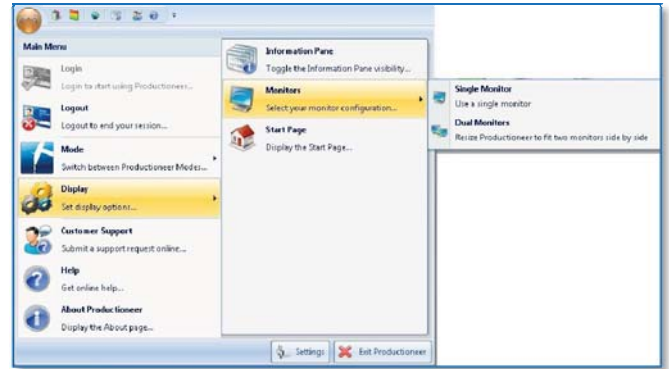 Main Menu
Login
Login to start using Productioneer...
Logout
Logout to end your session...
Mode
Switch between Productioneer Modes...
Display
Set display options...
Customer Support
Submit a support request online...
Help
Get online help...
About Productioneer
Display the About page...
Information Pane
Toggle the Information Pane visibility...
Monitors
Select your monitor configuration...
Start Page
Display the Start Page...
Single Monitor
Use a single monitor
Dual Monitors
Resize Productioneer to fit two monitors side by side
Settings
Exit Productioneer